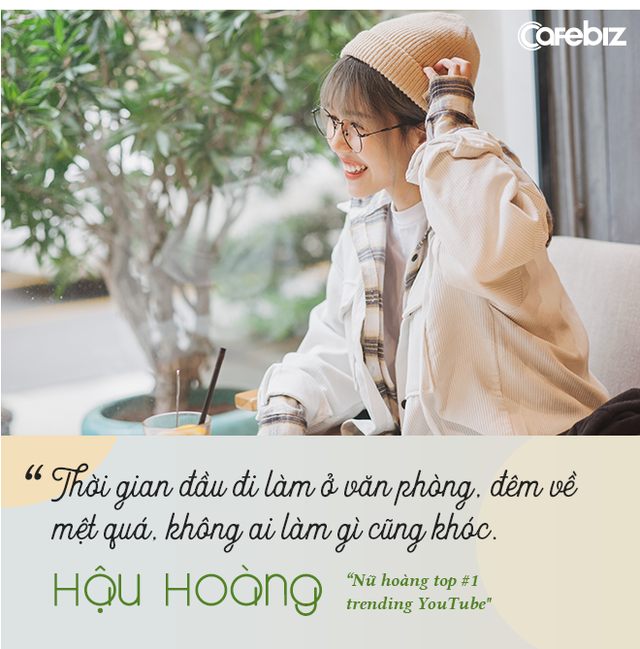 Cafebiz
“ Thời gian đầu đi làm ở văn phòng, đêm về
mệt quá, không ai làm gì cũng khóc.
HẬU HOÀNG
“Nữ hoàng top #1
trending YouTube"